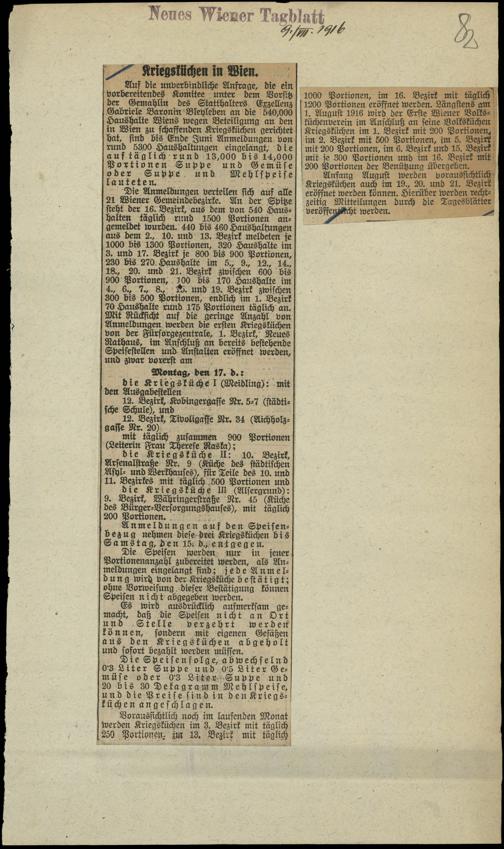 Neues Wiener Tagblatt
9./VII. 1916
82
Kriegsküchen in Wien.
Auf die unverbindliche Anfrage, die ein
vorbereitendes Komitee unter dem Vorsitz
der Gemahlin des Statthalters Exzellenz
Gabriele Baronin Bleyleben an die 540,000
Haushalte Wiens wegen Beteiligung an den
in Wien zu schaffenden Kriegsküchen gerichtet
hat, sind bis Ende Juni Anmeldungen von
rund 5300 Haushaltungen eingelangt, die
auf täglich rund 13,000 bis 14,000
Portionen Suppe und Gemüse
oder Suppe und Mehlspeise
lauteten.
Die Anmeldungen verteilen sich auf alle
21 Wiener Gemeindebezirke. An der Spitze
steht der 16. Bezirk, aus dem von 540 Haus-
halten täglich rund 1500 Portionen an-
gemeldet wurden. 440 bis 460 Haushaltungen
aus dem 2., 10. und 13. Bezirk meldeten je
1000 bis 1300 Portionen, 320 Haushalte im
3. und 17. Bezirk je 800 bis 900 Portionen,
230 bis 270 Haushalte im 5., 9., 12., 14.,
18., 20. und 21. Bezirk zwischen 600 bis
900 Portionen, 100 bis 170 Haushalte im
4., 6., 7., 8., 15. und 19. Bezirk zwischen
300 bis 500 Portionen, endlich im 1. Bezirk
70 Haushalte rund 175 Portionen täglich an.
Mit Rücksicht auf die geringe Anzahl von
Anmeldungen werden die ersten Kriegsküchen
von der Fürsorgezentrale, 1. Bezirk, Neues
Rathaus, im Anschluß an bereits bestehende
Speisestellen und Anstalten eröffnet werden,
und zwar vorerst am
Montag, den 17. d.:
die Kriegsküche I (Meidling): mit
den Ausgabestellen
12. Bezirk, Kobingergasse Nr. 5-7 (städti-
sche Schule), und
12. Bezirk, Tivoligasse Nr. 34 (Aichholz-
gasse Nr. 20)
mit täglich zusammen 900 Portionen
(Leiterin Frau Therese Raska);
die Kriegsküche II: 10. Bezirk,
Arsenalstraße Nr. 9 (Küche des städtischen
Asyl- und Werkhauses), für Teile des 10. und
11. Bezirkes mit täglich 500 Portionen und
die Kriegsküche III (Alsergrund):
9. Bezirk, Währingerstraße Nr. 45 (Küche
des Bürger-Versorgungshauses), mit täglich
200 Portionen.
Anmeldungen auf den Speisen-
bezug nehmen diese drei Kriegsküchen bis
Samstag, den 15. d., entgegen.
Die Speisen werden nur in jener
Portionenanzahl zubereitet werden, als An-
meldungen eingelangt sind; jede Anmel-
dung wird von der Kriegsküche bestätigt;
ohne Vorweisung dieser Bestätigung können
Speisen nicht abgegeben werden.
Es wird ausdrücklich aufmerksam ge-
macht, daß die Speisen nicht an Ort
und Stelle verzehrt werden
können, sondern mit eigenen Gefäßen
aus den Kriegsküchen abgeholt
und sofort bezahlt werden müssen.
Die Speisenfolge, abwechselnd
0·3 Liter Suppe und 0·5 Liter Ge-
müse oder 0·3 Liter Suppe und
20 bis 30 Dekagramm Mehlspeise,
und die Preise sind in den Kriegs-
küchen angeschlagen.
Voraussichtlich noch im laufenden Monat
werden Kriegsküchen im 3. Bezirk mit täglich
250 Portionen, im 13. Bezirk mit täglich
1000 Portionen, im 16. Bezirk mit täglich
1200 Portionen eröffnet werden. Längstens am
1. August 1916 wird der Erste Wiener Volks-
küchenverein im Anschluß an seine Volksküchen
Kriegsküchen im 1. Bezirk mit 200 Portionen,
im 2. Bezirk mit 500 Portionen, im 5. Bezirk
mit 200 Portionen, im 6. Bezirk und 15. Bezirk
mit je 300 Portionen und im 16. Bezirk mit
200 Portionen der Benützung übergeben.
Anfang August werden voraussichtlich
Kriegsküchen auch im 19., 20. und 21. Bezirk
eröffnet werden können. Hierüber werden recht-
zeitig Mitteilungen durch die Tagesblätter
veröffentlicht werden.